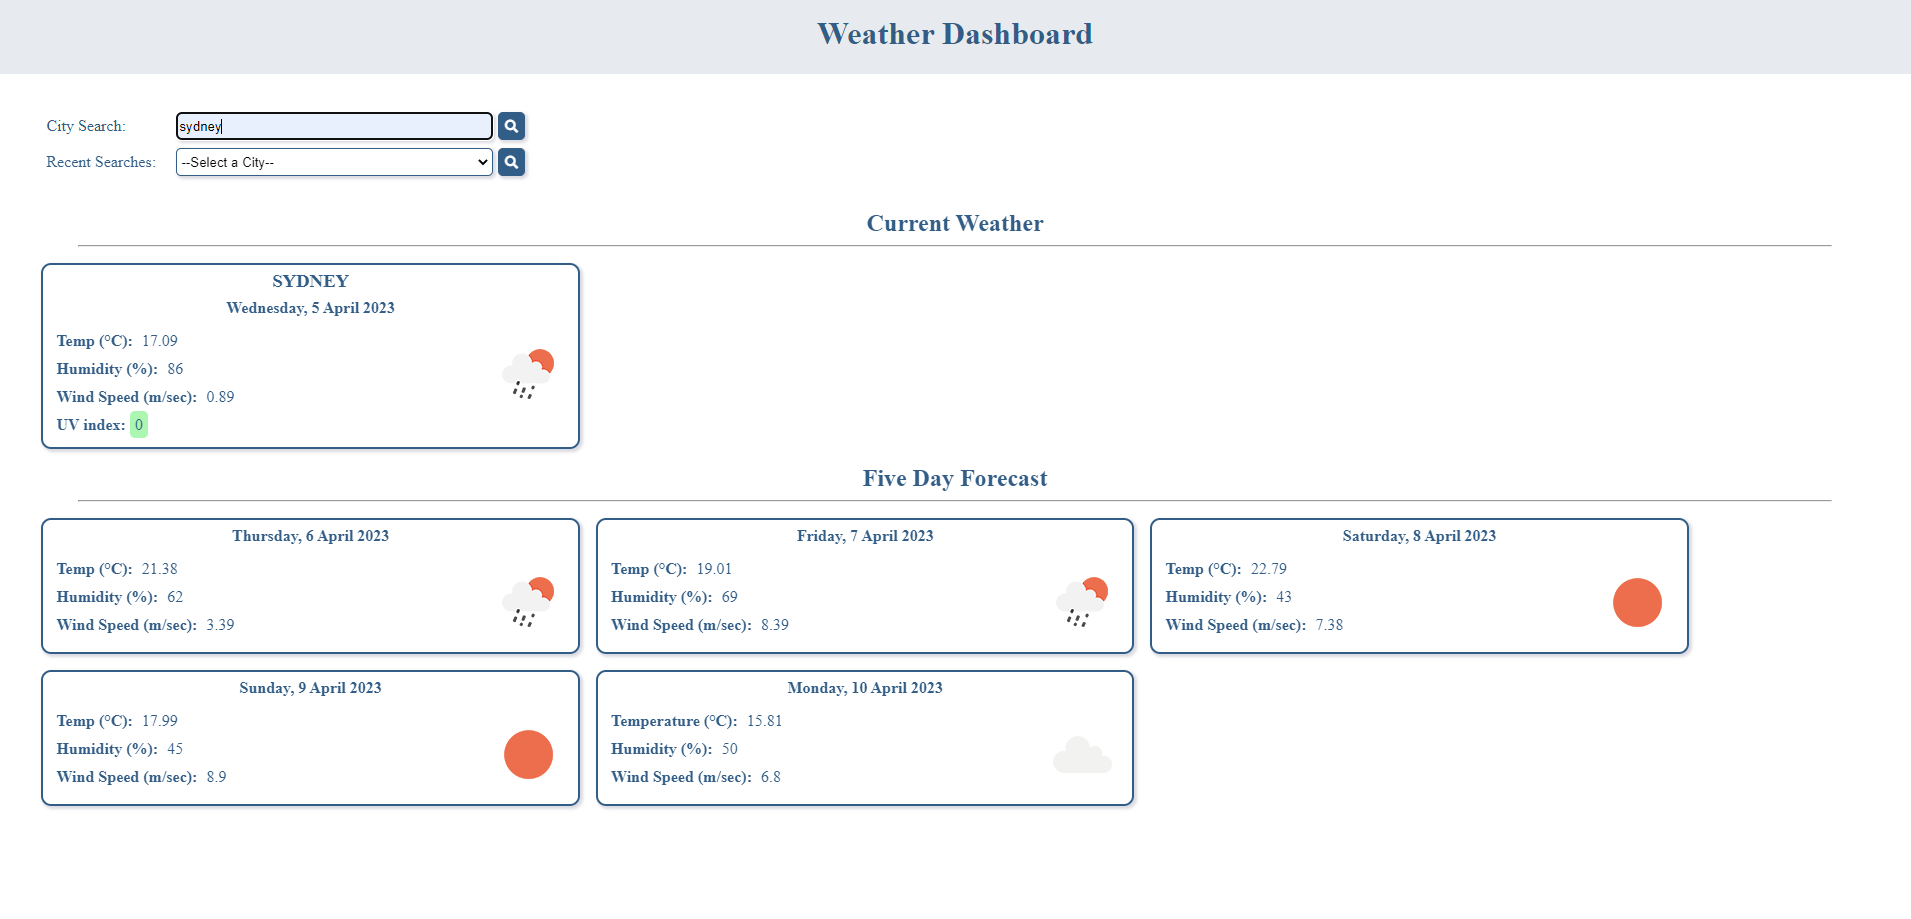 Weather Dashboard
City Search: sydney
Recent Searches: --Select a City--
Current Weather
SYDNEY
Wednesday, 5 April 2023
Temp (°C): 17.09
Humidity (%): 86
Wind Speed (m/sec): 0.89
UV index: 0
Five Day Forecast
Thursday, 6 April 2023
Temp (°C): 21.38
Humidity (%): 62
Wind Speed (m/sec): 3.39
Friday, 7 April 2023
Temp (°C): 19.01
Humidity (%): 69
Wind Speed (m/sec): 8.39
Saturday, 8 April 2023
Temp (°C): 22.79
Humidity (%): 43
Wind Speed (m/sec): 7.38
Sunday, 9 April 2023
Temp (°C): 17.99
Humidity (%): 45
Wind Speed (m/sec): 8.9
Monday, 10 April 2023
Temperature (°C): 15.81
Humidity (%): 50
Wind Speed (m/sec): 6.8